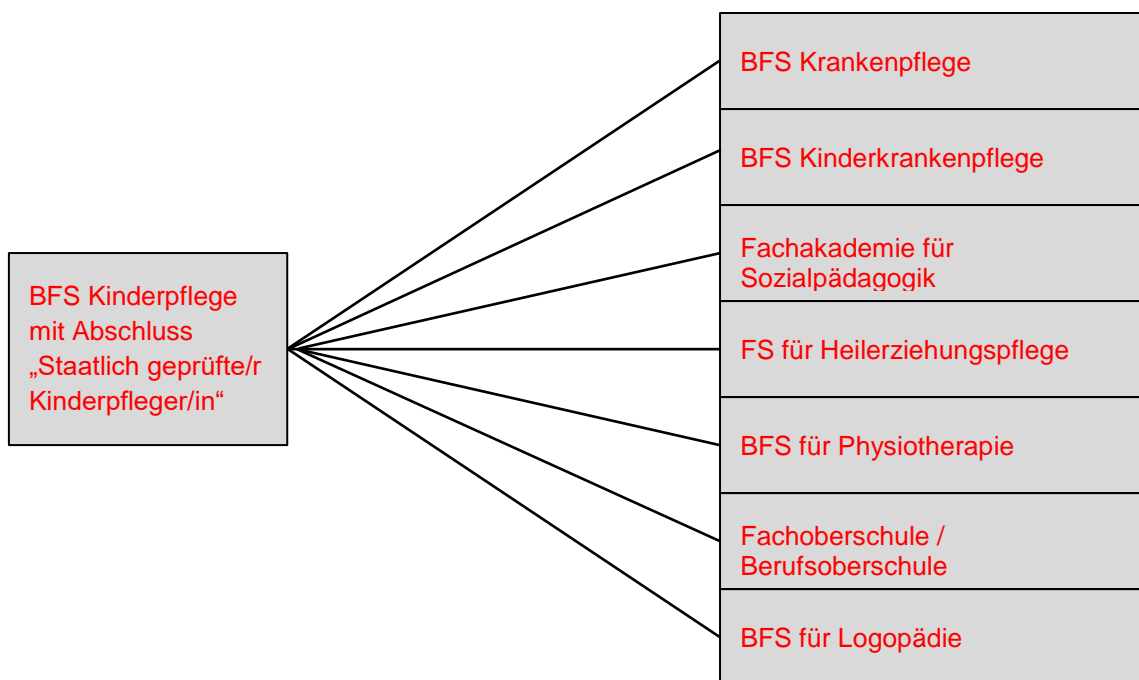 BFS Kinderpflege
mit Abschluss
„Staatlich geprüfte/r
Kinderpfleger/in“
BFS Krankenpflege
BFS Kinderkrankenpflege
Fachakademie für
Sozialpädagogik
FS für Heilerziehungspflege
BFS für Physiotherapie
Fachoberschule /
Berufsoberschule
BFS für Logopädie